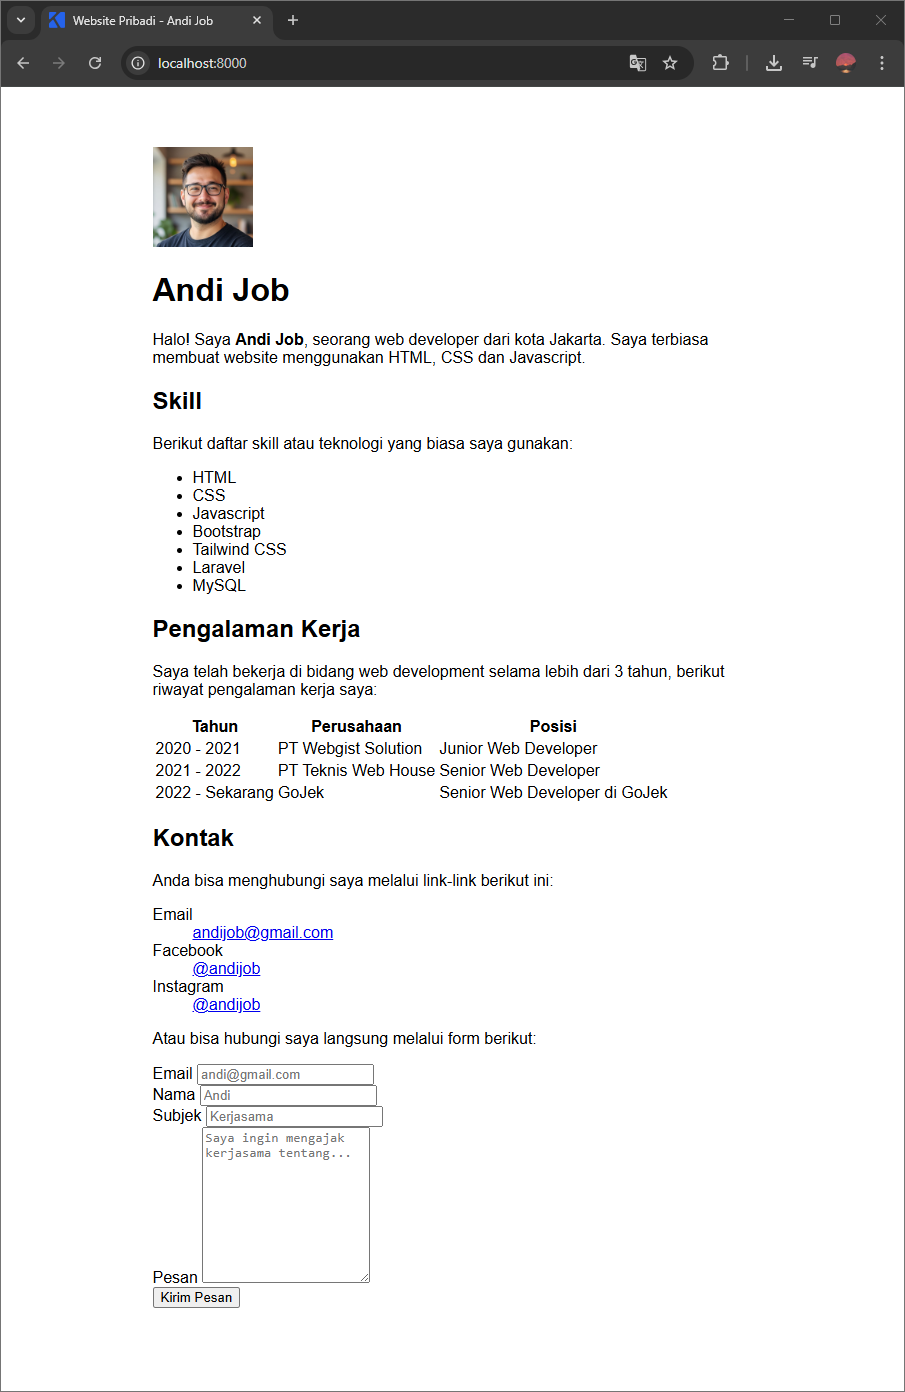 Website Pribadi - Andi Job
localhost:8000
Andi Job
Halo! Saya Andi Job, seorang web developer dari kota Jakarta. Saya terbiasa
membuat website menggunakan HTML, CSS dan Javascript.
Skill
Berikut daftar skill atau teknologi yang biasa saya gunakan:
HTML
CSS
Javascript
Bootstrap
Tailwind CSS
Laravel
MySQL
Pengalaman Kerja
Saya telah bekerja di bidang web development selama lebih dari 3 tahun, berikut
riwayat pengalaman kerja saya:
Tahun Perusahaan Posisi
2020 - 2021 PT Webgist Solution Junior Web Developer
2021 - 2022 PT Teknis Web House Senior Web Developer
2022 - Sekarang GoJek Senior Web Developer di GoJek
Kontak
Anda bisa menghubungi saya melalui link-link berikut ini:
Email
andijob@gmail.com
Facebook
@andijob
Instagram
@andijob
Atau bisa hubungi saya langsung melalui form berikut:
Email andi@gmail.com
Nama Andi
Subjek Kerjasama
Saya ingin mengajak
kerjasama tentang...
Pesan
Kirim Pesan